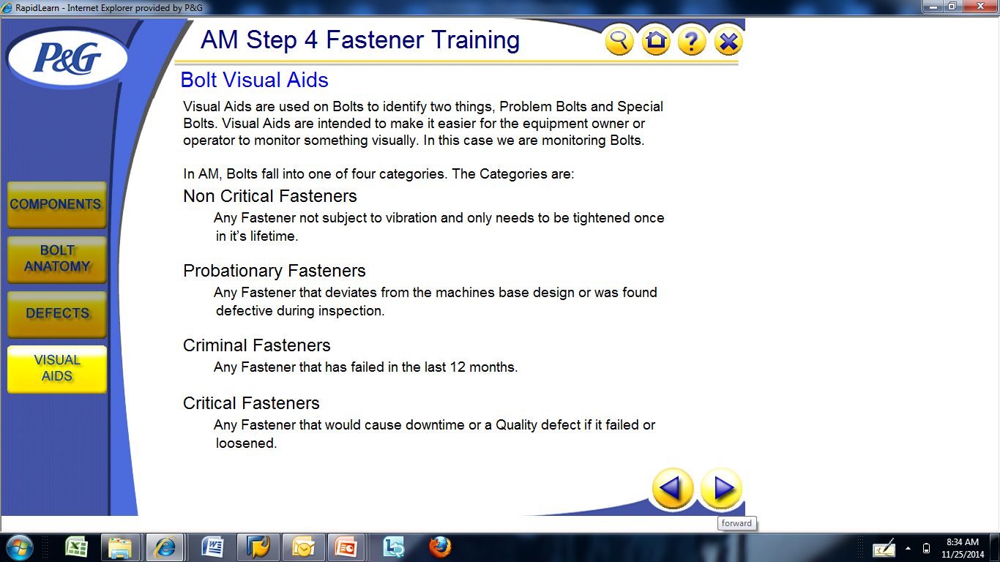 RapidLearn - Internet Explorer provided by P&G
P&G
AM Step 4 Fastener Training
?
Bolt Visual Aids
Visual Aids are used on Bolts to identify two things, Problem Bolts and Special
Bolts. Visual Aids are intended to make it easier for the equipment owner or
operator to monitor something visually. In this case we are monitoring Bolts.
In AM, Bolts fall into one of four categories. The Categories are:
Non Critical Fasteners
Any Fastener not subject to vibration and only needs to be tightened once
in it’s lifetime.
Probationary Fasteners
Any Fastener that deviates from the machines base design or was found
defective during inspection.
Criminal Fasteners
Any Fastener that has failed in the last 12 months.
Critical Fasteners
Any Fastener that would cause downtime or a Quality defect if it failed or
loosened.
COMPONENTS
BOLT
ANATOMY
DEFECTS
VISUAL
AIDS
forward
8:34 AM
11/25/2014